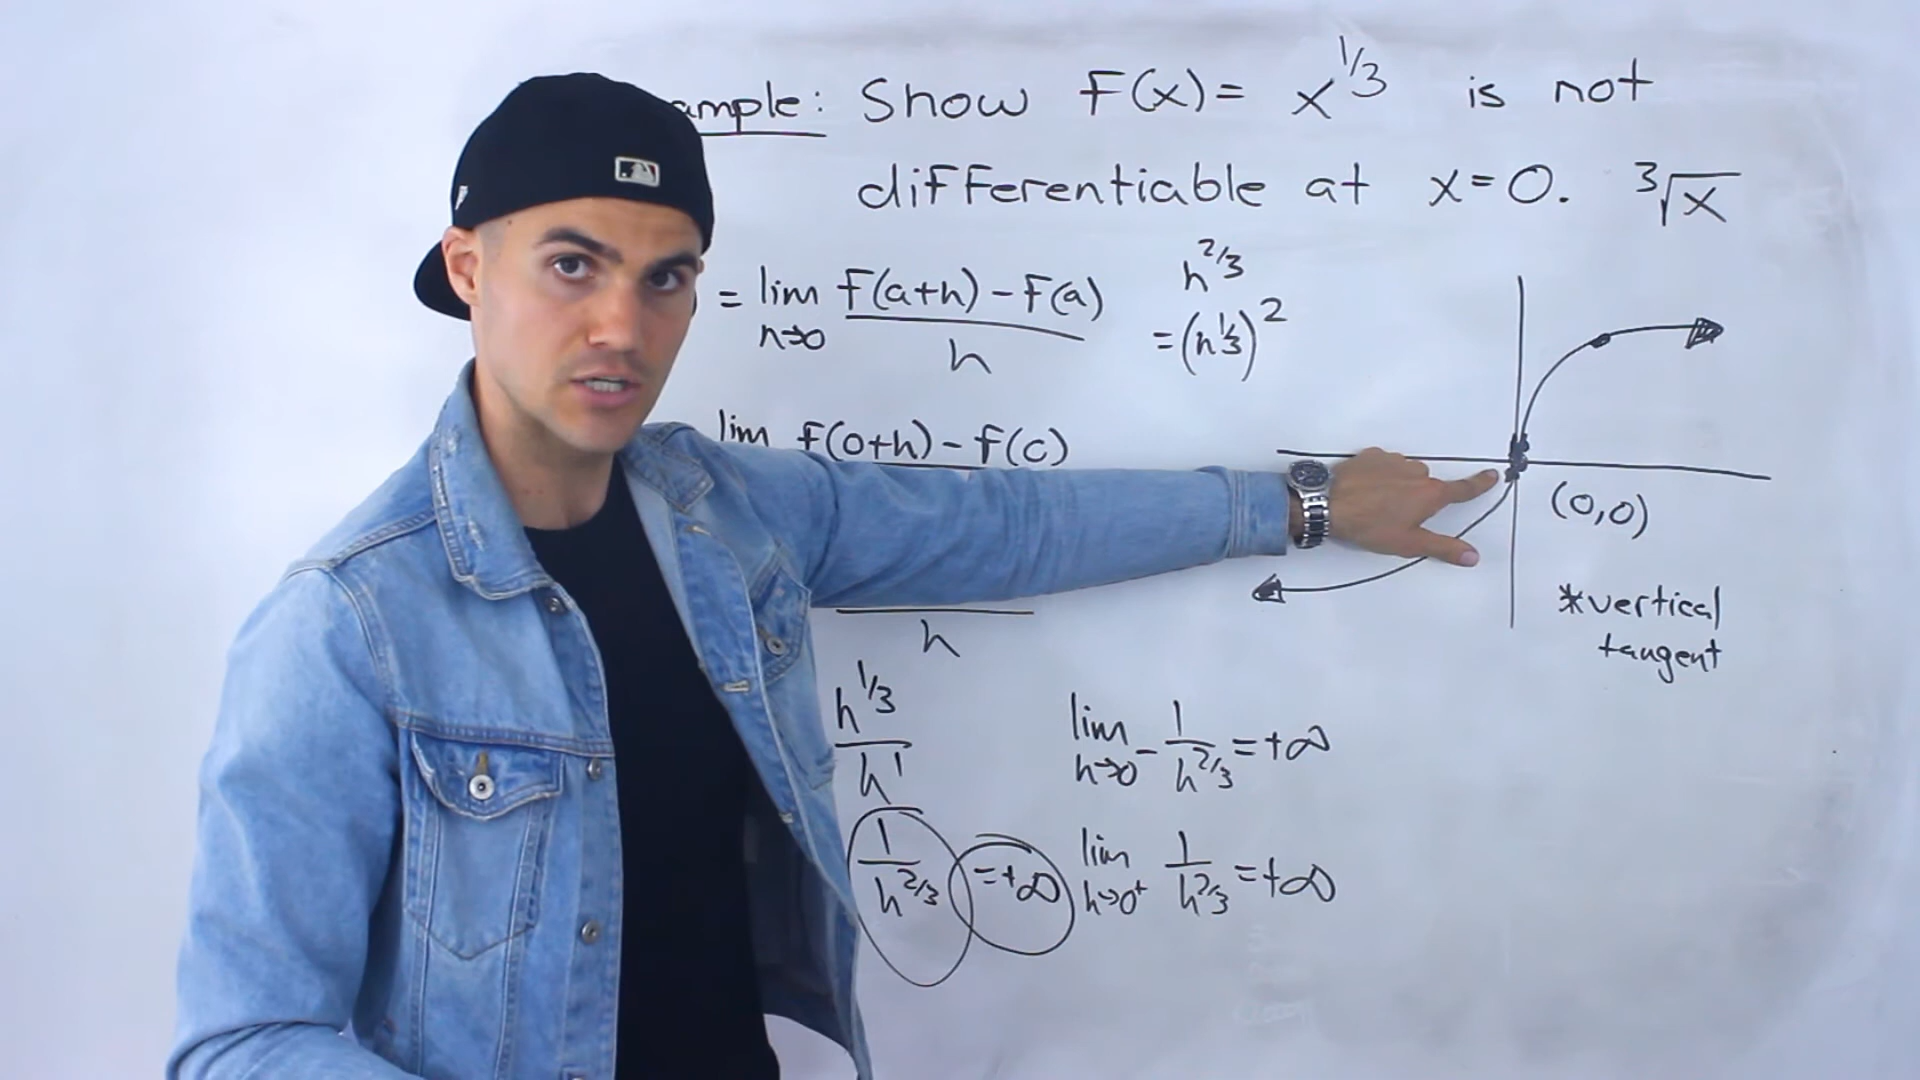 ample: Show F(x)= x^1/3 is not
differentiable at x=0. ³√x
= lim h→0 F(a+h) - F(a) / h
h^2/3
= (h^1/3)^2
lim F(0+h) - F(c)
h
(0,0)
*vertical
tangent
h^1/3 / h^1
1 / h^2/3 = +∞
lim h→0- 1 / h^2/3 = +∞
lim h→0+ 1 / h^2/3 = +∞